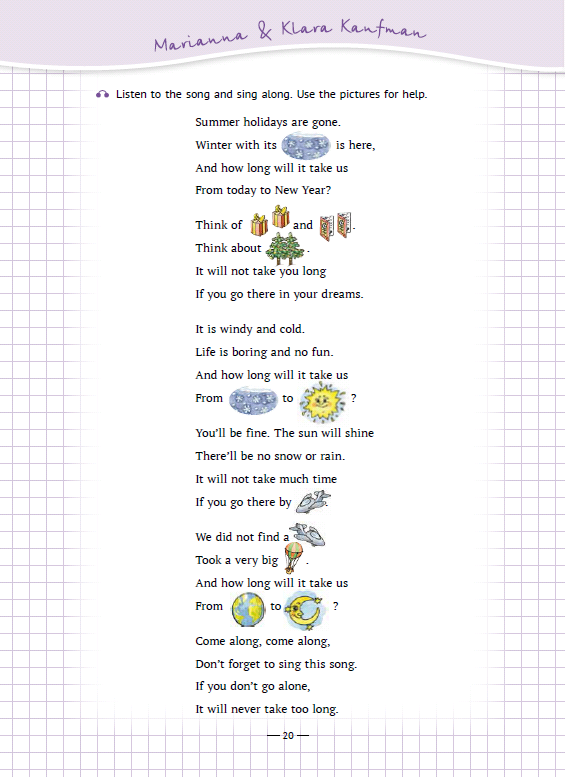 Marianna & Klara Kaufman
Listen to the song and sing along. Use the pictures for help.
Summer holidays are gone.
Winter with its is here,
And how long will it take us
From today to New Year?
Think of and .
Think about .
It will not take you long
If you go there in your dreams.
It is windy and cold.
Life is boring and no fun.
And how long will it take us
From to ?
You'll be fine. The sun will shine
There'll be no snow or rain.
It will not take much time
If you go there by .
We did not find a
Took a very big .
And how long will it take us
From to ?
Come along, come along,
Don't forget to sing this song.
If you don't go alone,
It will never take too long.
— 20 —